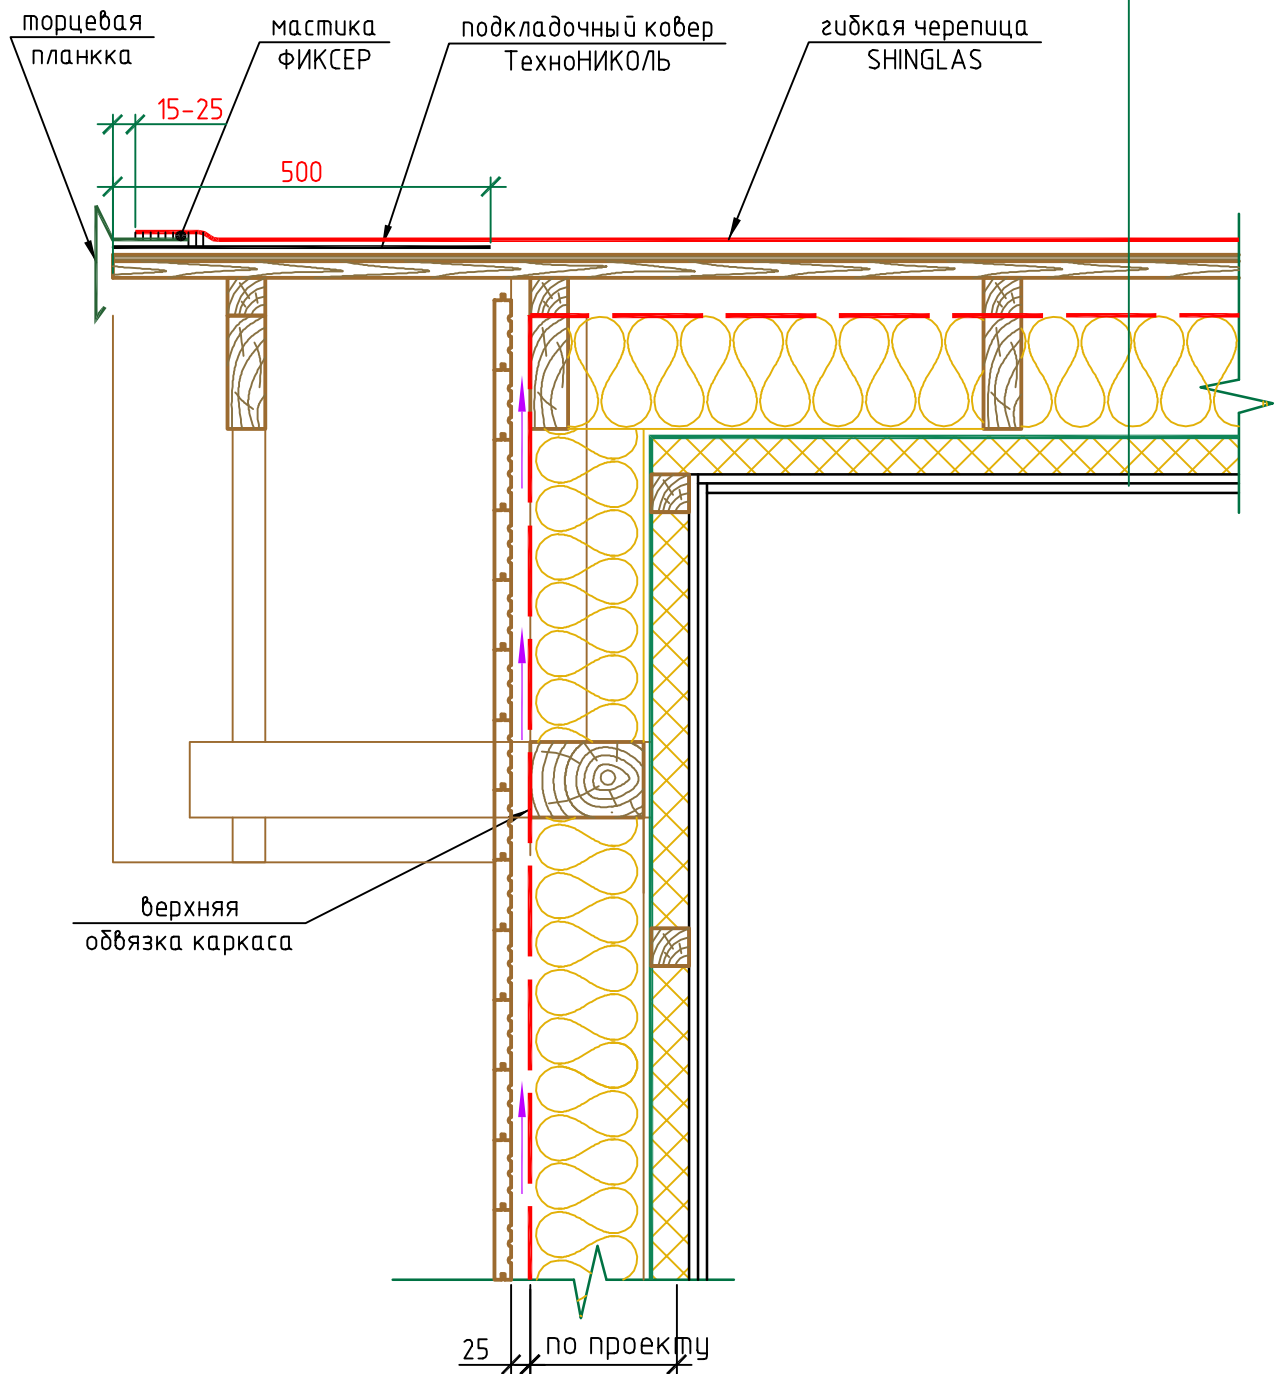 торцевая
планкка
мастика
ФИКСЕР
подкладочный ковер
ТехноНИКОЛЬ
гибкая черепица
SHINGLAS
15-25
500
верхняя
обвязка каркаса
25
по проекту